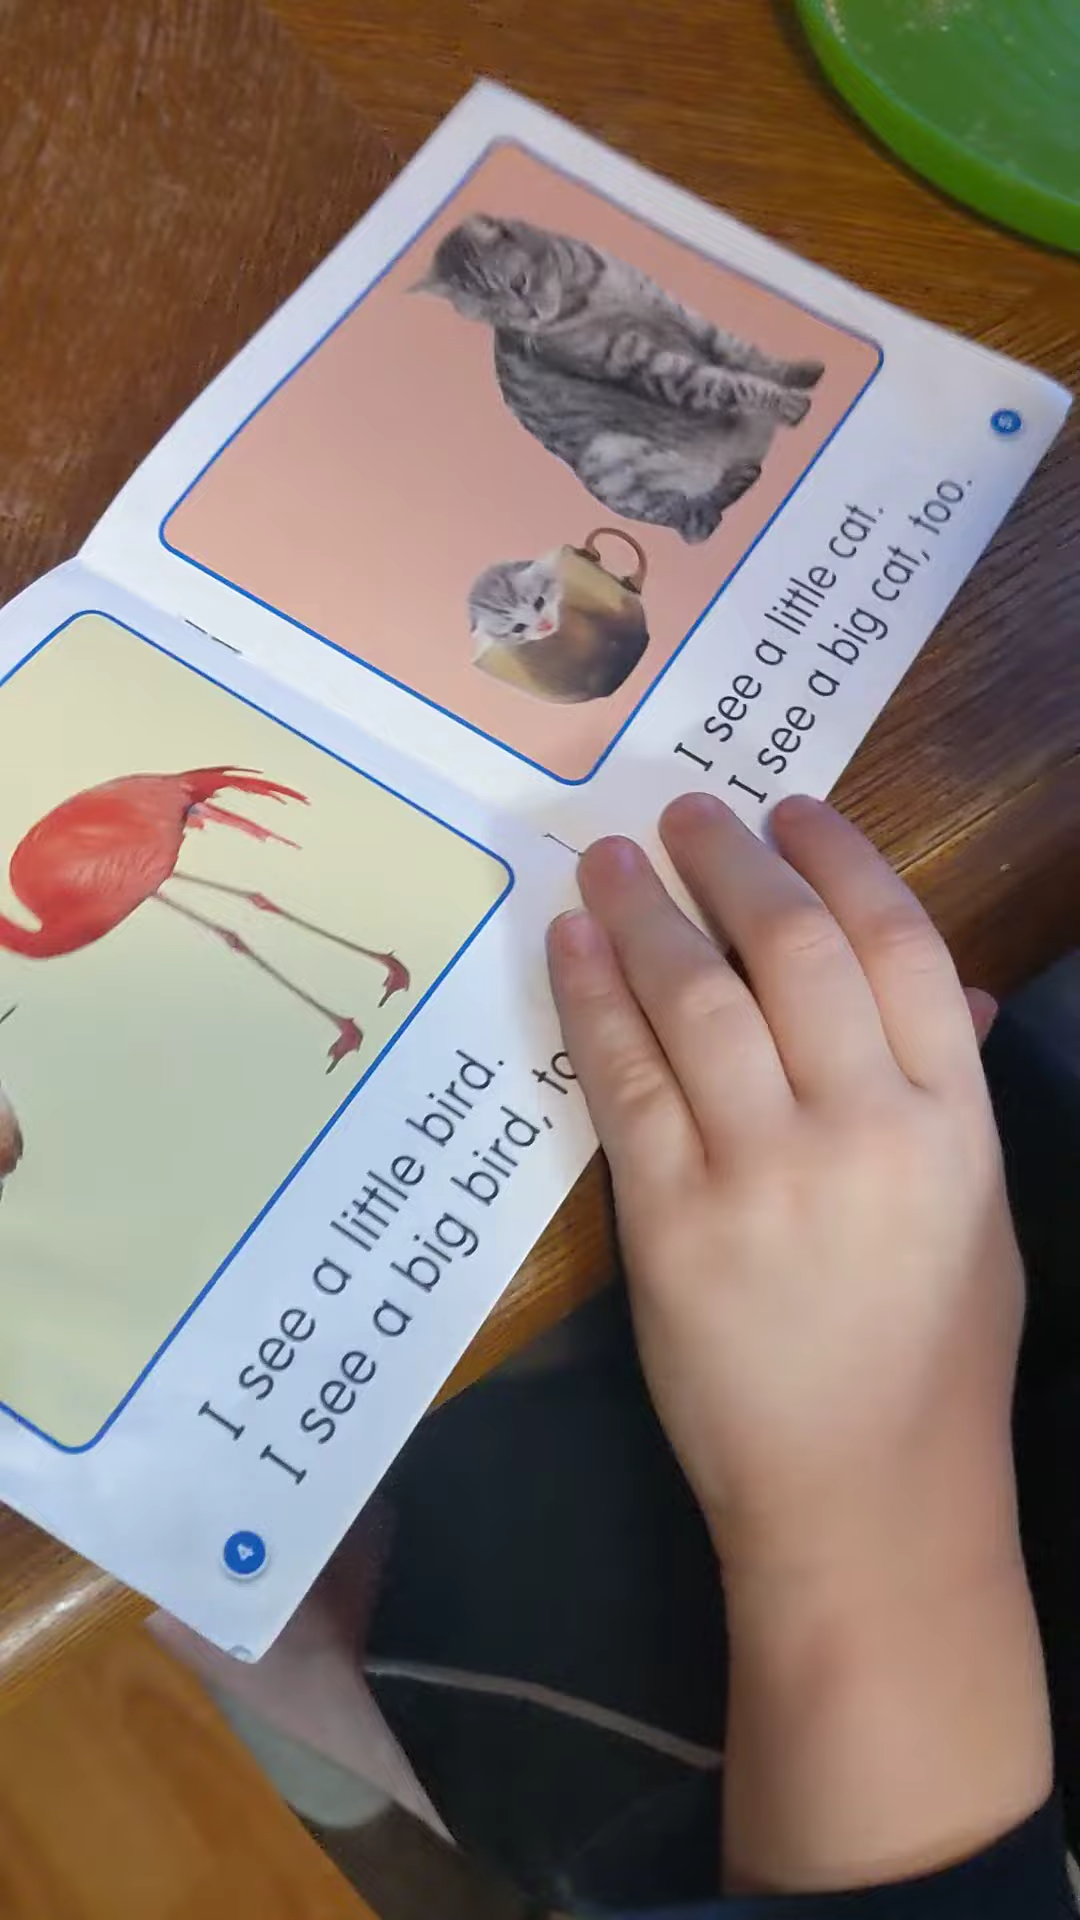 I see a little bird.
I see a big bird,
4
I see a little cat.
I see a big cat, too.
5